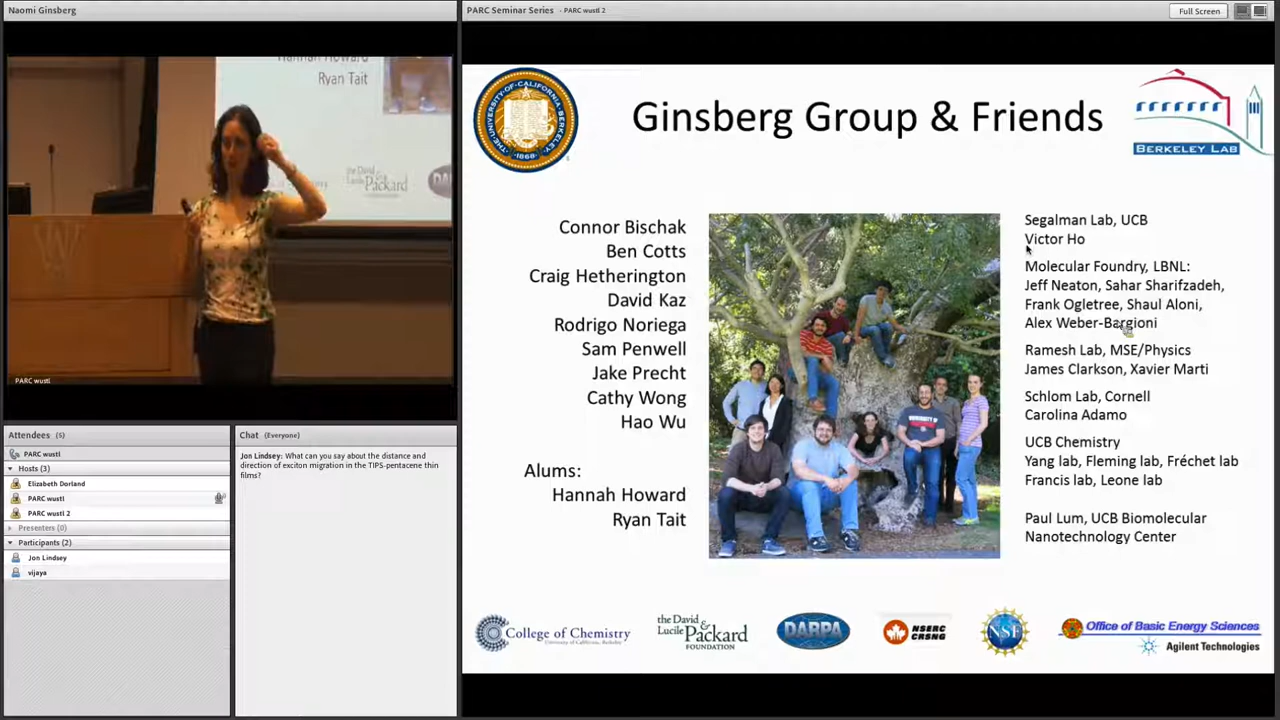 Naomi Ginsberg
Hannah Howard
Ryan Tait
the David
& Lucile
Packard
FOUNDATION
PARC wustl
Attendees (5)
PARC wustl
Hosts (3)
Elizabeth Dorland
PARC wustl
PARC wustl 2
Presenters (0)
Participants (2)
Jon Lindsey
vijaya
Chat (Everyone)
Jon Lindsey: What can you say about the distance and
direction of exciton migration in the TIPS-pentacene thin
films?
PARC Seminar Series - PARC wustl 2
Full Screen
THE UNIVERSITY OF CALIFORNIA
BERKELEY
1868
Ginsberg Group & Friends
BERKELEY LAB
Connor Bischak
Ben Cotts
Craig Hetherington
David Kaz
Rodrigo Noriega
Sam Penwell
Jake Precht
Cathy Wong
Hao Wu
Alums:
Hannah Howard
Ryan Tait
Segalman Lab, UCB
Victor Ho
Molecular Foundry, LBNL:
Jeff Neaton, Sahar Sharifzadeh,
Frank Ogletree, Shaul Aloni,
Alex Weber-Bargioni
Ramesh Lab, MSE/Physics
James Clarkson, Xavier Marti
Schlom Lab, Cornell
Carolina Adamo
UCB Chemistry
Yang lab, Fleming lab, Fréchet lab
Francis lab, Leone lab
Paul Lum, UCB Biomolecular
Nanotechnology Center
College of Chemistry
University of California, Berkeley
the David &
Lucile Packard
FOUNDATION
DARPA
NSERC
CRSNG
NSF
Office of Basic Energy Sciences
Agilent Technologies